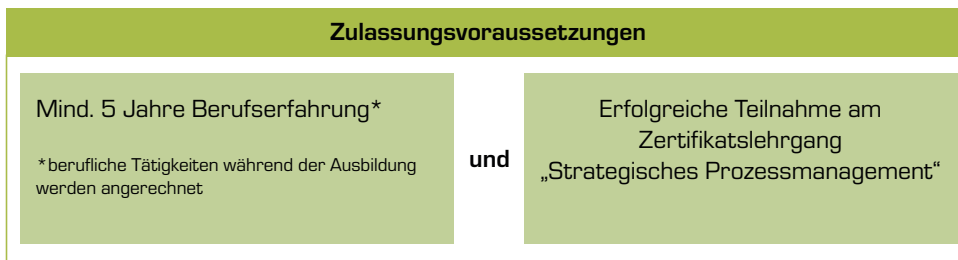 Zulassungsvoraussetzungen
Mind. 5 Jahre Berufserfahrung*
*berufliche Tätigkeiten während der Ausbildung
werden angerechnet
und
Erfolgreiche Teilnahme am
Zertifikatslehrgang
„Strategisches Prozessmanagement“